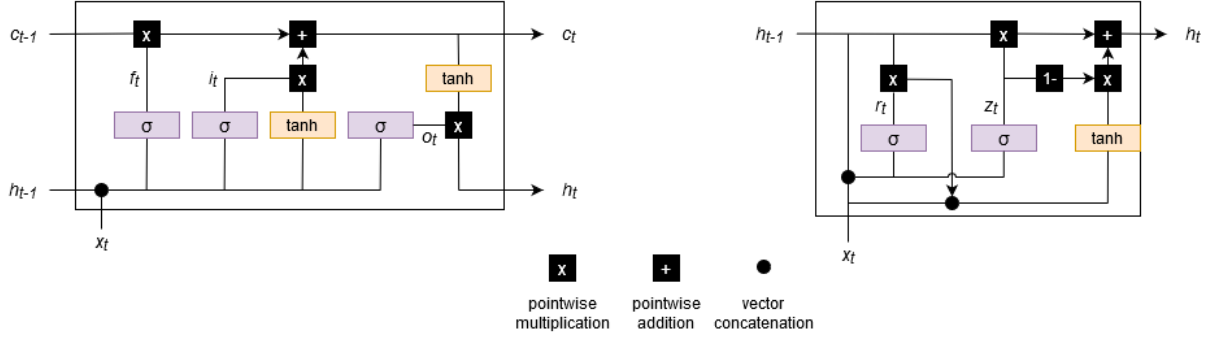 c_{t-1} x + c_t h_{t-1} x + h_t
f_t i_t x tanh x 1- x
r_t z_t
σ σ tanh σ o_t x σ σ tanh
h_{t-1} h_t
x_t x_t
x + 
pointwise pointwise vector
multiplication addition concatenation